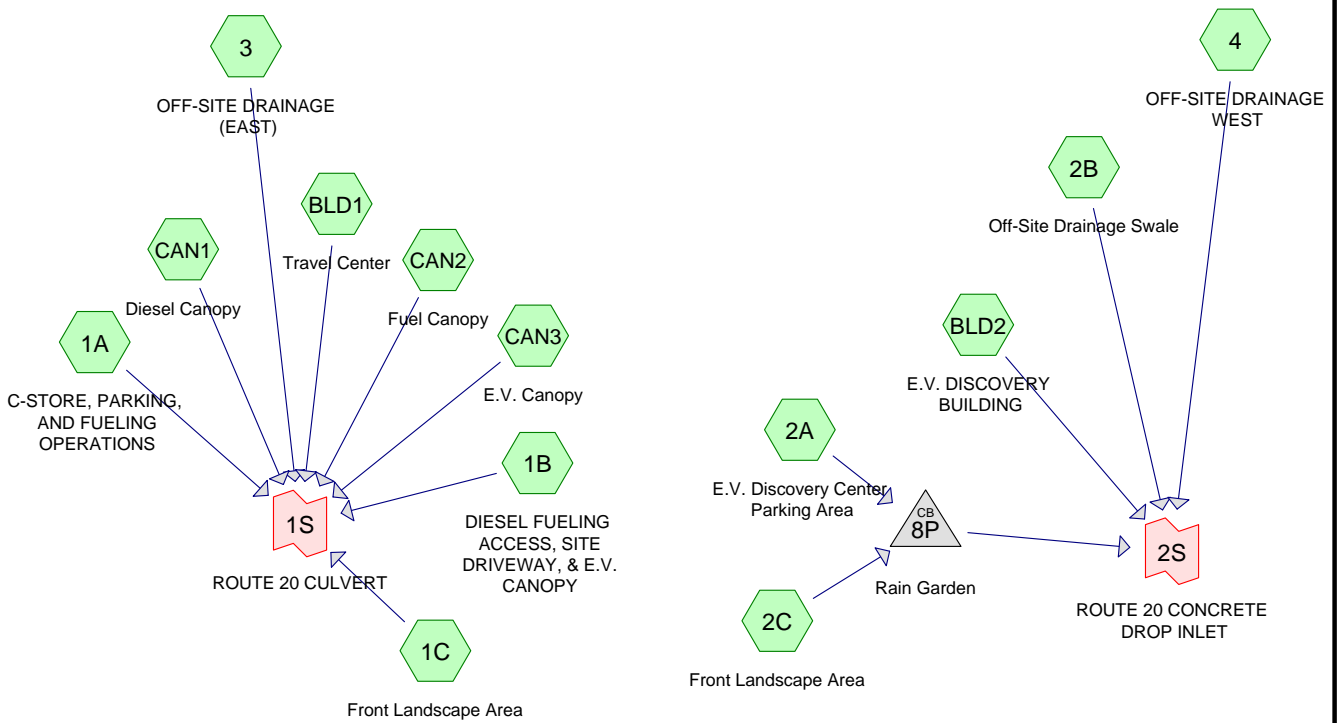 3
OFF-SITE DRAINAGE
(EAST)
BLD1
Travel Center
CAN1
Diesel Canopy
CAN2
Fuel Canopy
1A
C-STORE, PARKING,
AND FUELING
OPERATIONS
CAN3
E.V. Canopy
1B
DIESEL FUELING
ACCESS, SITE
DRIVEWAY, & E.V.
CANOPY
1S
ROUTE 20 CULVERT
1C
Front Landscape Area
4
OFF-SITE DRAINAGE
WEST
2B
Off-Site Drainage Swale
BLD2
E.V. DISCOVERY
BUILDING
2A
E.V. Discovery Center
Parking Area
CB
8P
Rain Garden
2S
ROUTE 20 CONCRETE
DROP INLET
2C
Front Landscape Area